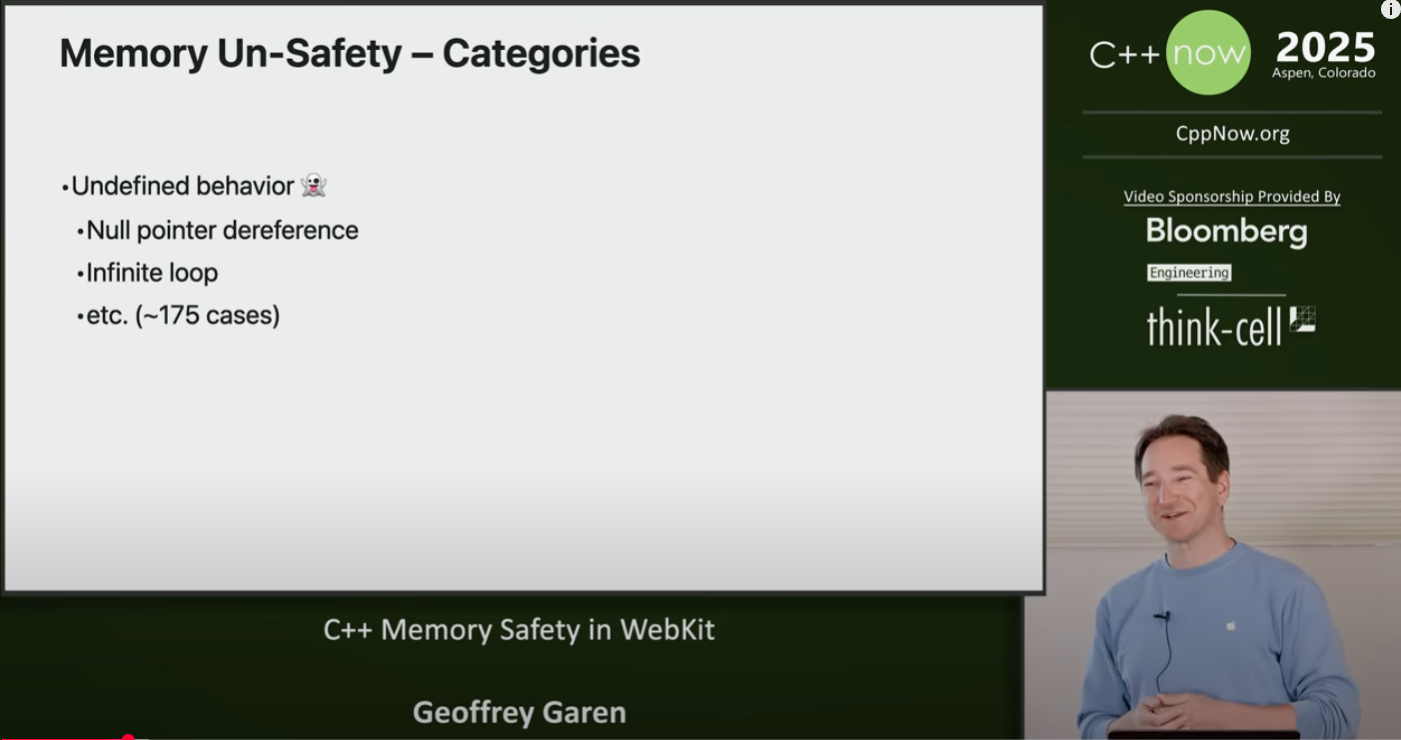 Memory Un-Safety – Categories
•Undefined behavior 👻
•Null pointer dereference
•Infinite loop
•etc. (~175 cases)
C++ now 2025
Aspen, Colorado
CppNow.org
Video Sponsorship Provided By
Bloomberg
Engineering
think-cell
C++ Memory Safety in WebKit
Geoffrey Garen
i